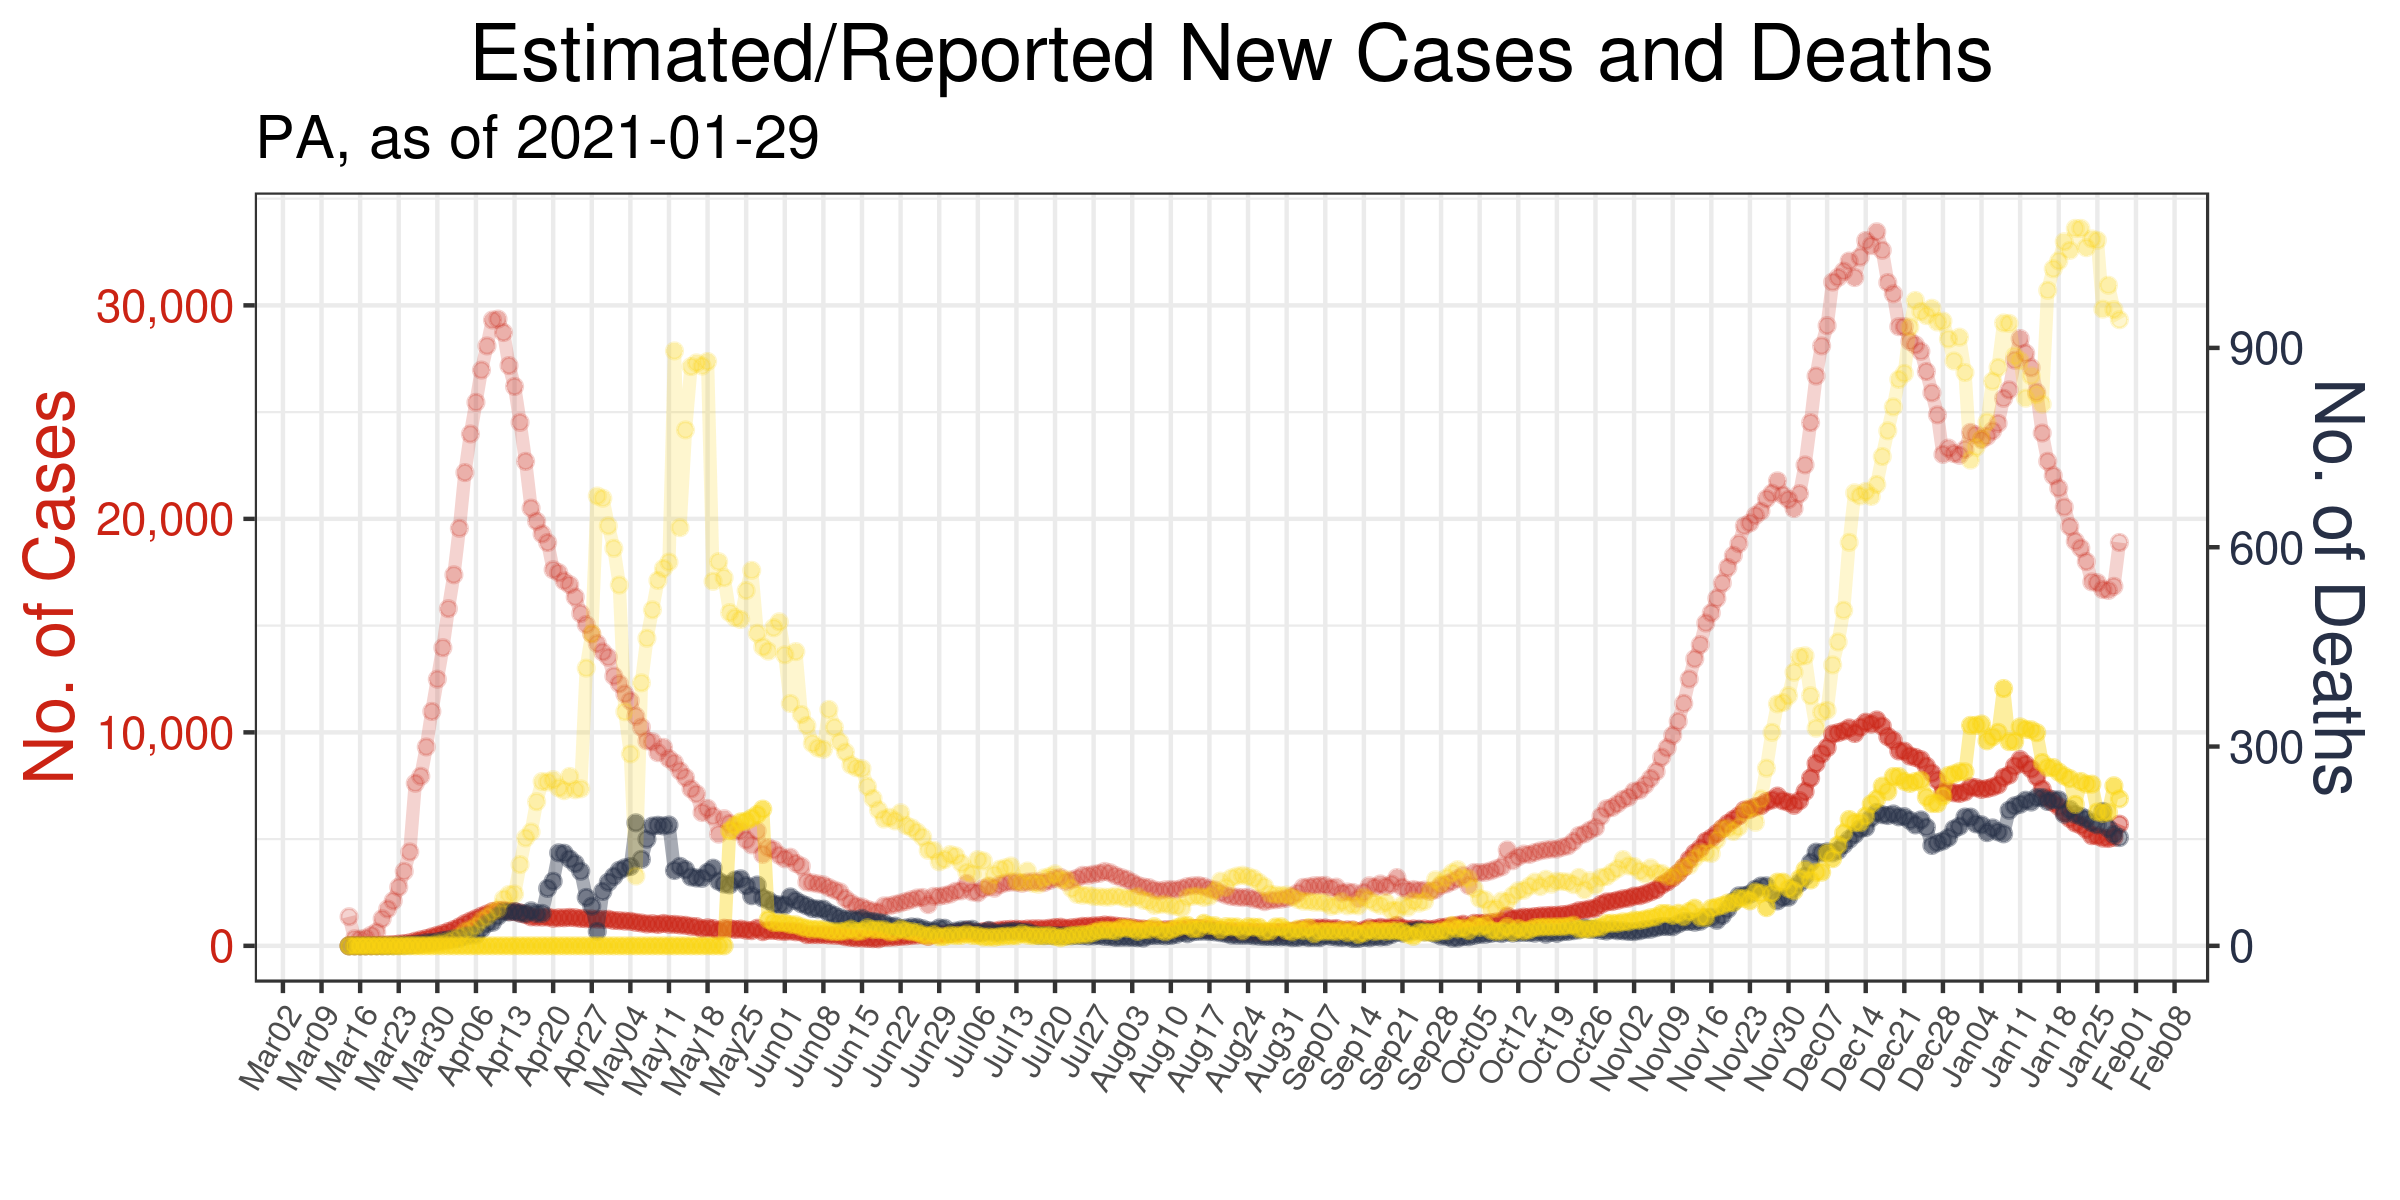 Estimated/Reported New Cases and Deaths
PA, as of 2021-01-29
No. of Cases
30,000
20,000
10,000
0
900
600
300
0
No. of Deaths
Mar02
Mar09
Mar16
Mar23
Mar30
Apr06
Apr13
Apr20
Apr27
May04
May11
May18
May25
Jun01
Jun08
Jun15
Jun22
Jun29
Jul06
Jul13
Jul20
Jul27
Aug03
Aug10
Aug17
Aug24
Aug31
Sep07
Sep14
Sep21
Sep28
Oct05
Oct12
Oct19
Oct26
Nov02
Nov09
Nov16
Nov23
Nov30
Dec07
Dec14
Dec21
Dec28
Jan04
Jan11
Jan18
Jan25
Feb01
Feb08